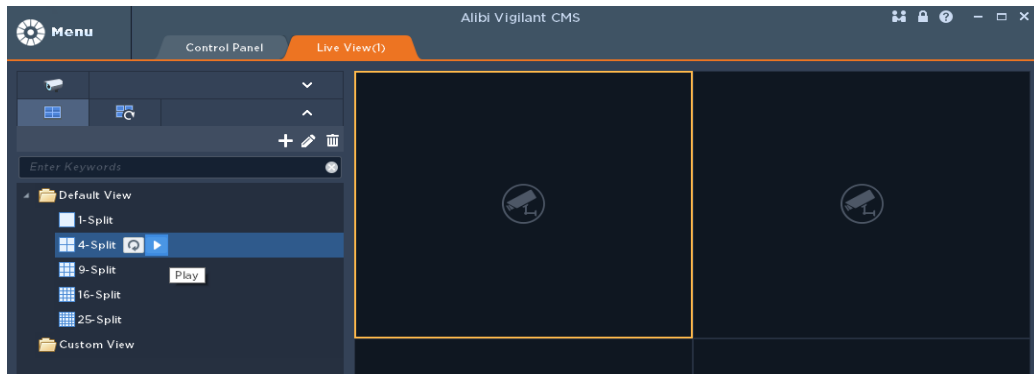 Alibi Vigilant CMS
Menu
Control Panel
Live View(1)
Enter Keywords
Default View
1-Split
4-Split
9-Split
Play
16-Split
25-Split
Custom View